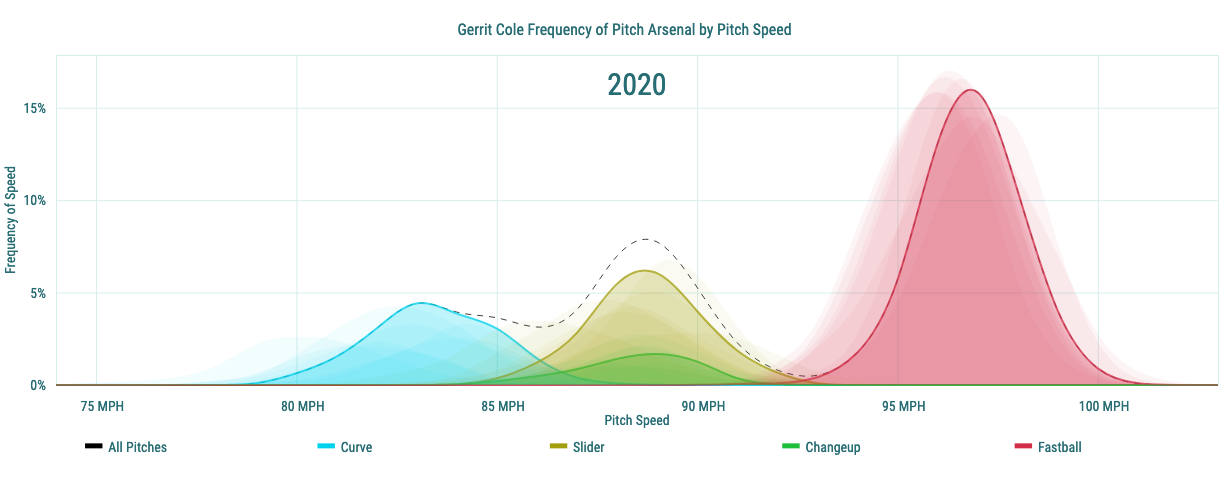 Gerrit Cole Frequency of Pitch Arsenal by Pitch Speed
2020
15%
10%
5%
0%
Frequency of Speed
75 MPH
80 MPH
85 MPH
90 MPH
95 MPH
100 MPH
Pitch Speed
All Pitches
Curve
Slider
Changeup
Fastball